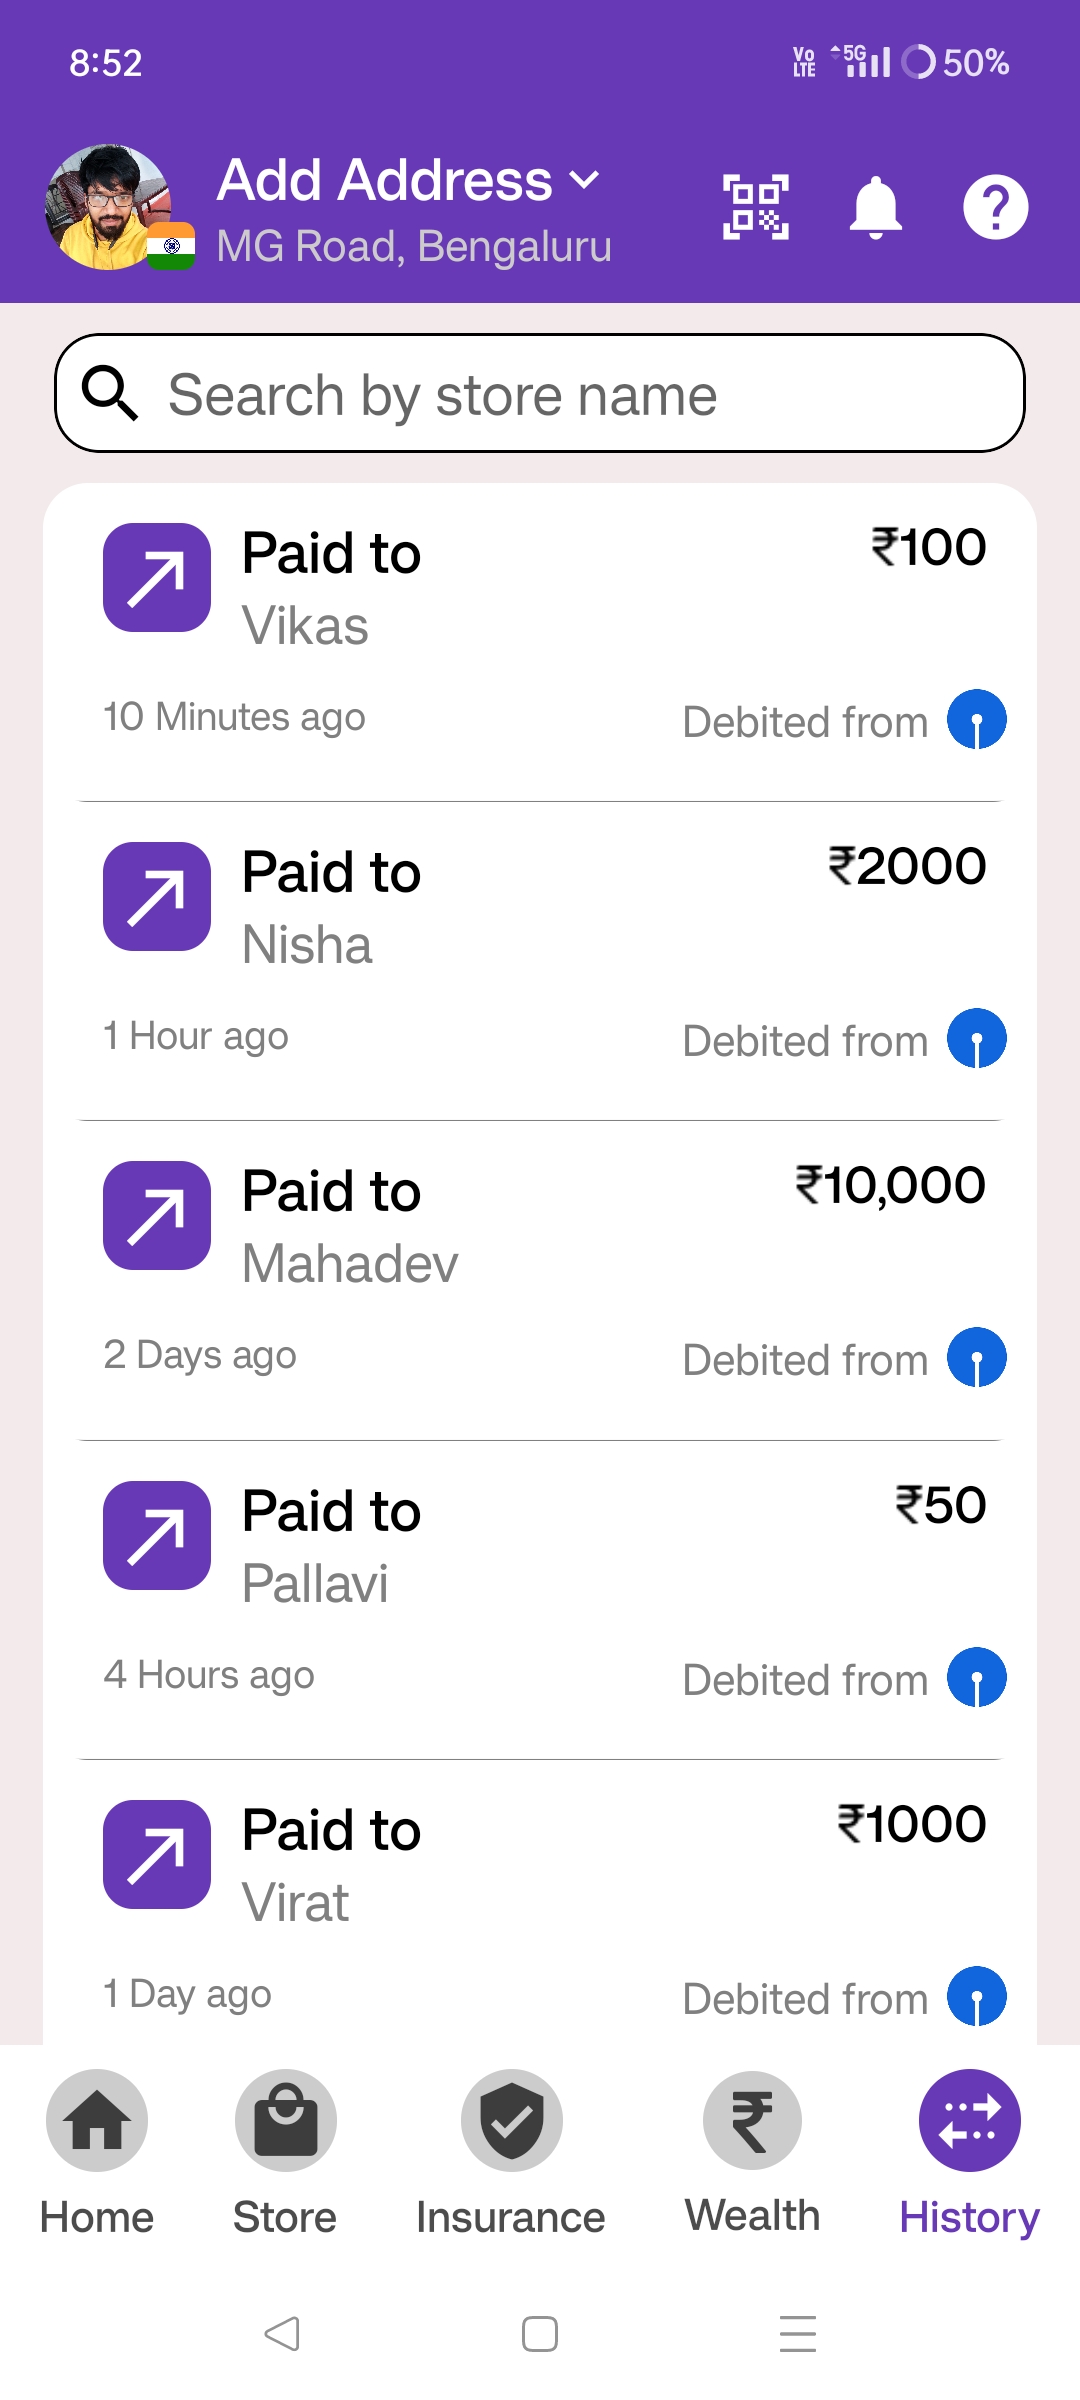 8:52
Vo LTE 5G 50%
Add Address
MG Road, Bengaluru
Search by store name
Paid to ₹100
Vikas
10 Minutes ago Debited from
Paid to ₹2000
Nisha
1 Hour ago Debited from
Paid to ₹10,000
Mahadev
2 Days ago Debited from
Paid to ₹50
Pallavi
4 Hours ago Debited from
Paid to ₹1000
Virat
1 Day ago Debited from
Home Store Insurance Wealth History